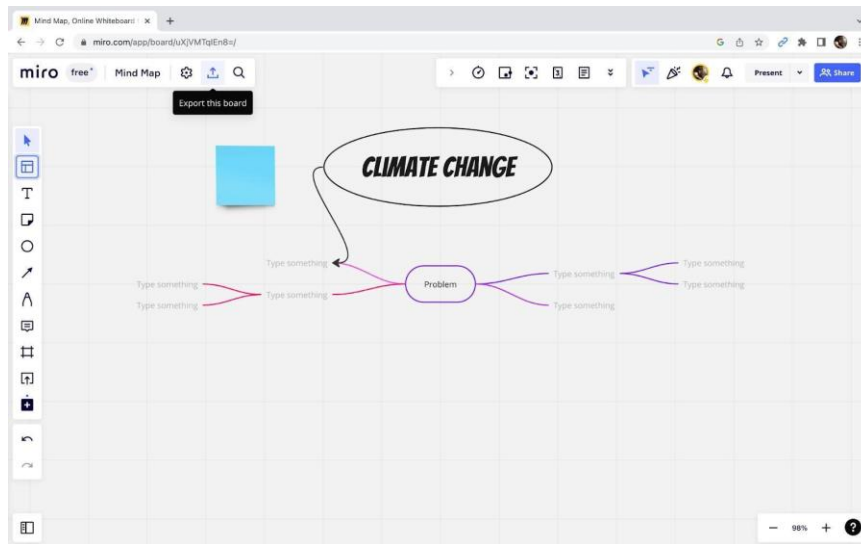 Mind Map, Online Whiteboard
miro.com/app/board/uXjVMTqlEn8=/
miro free Mind Map
3
Present
Share
Export this board
CLIMATE CHANGE
Type something
Type something
Type something
Type something
Problem
Type something
Type something
Type something
Type something
98%